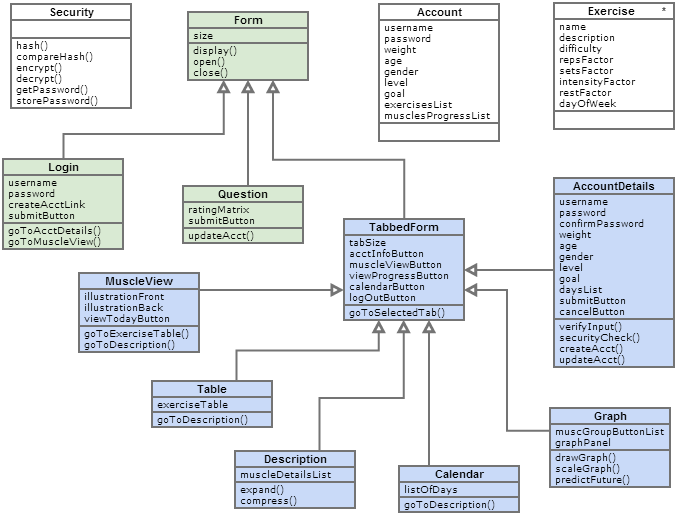 Security
hash()
compareHash()
encrypt()
decrypt()
getPassword()
storePassword()
Form
size
display()
open()
close()
Account
username
password
weight
age
gender
level
goal
exercisesList
musclesProgressList
Exercise *
name
description
difficulty
repsFactor
setsFactor
intensityFactor
restFactor
dayOfWeek
Login
username
password
createAcctLink
submitButton
goToAcctDetails()
goToMuscleView()
Question
ratingMatrix
submitButton
updateAcct()
TabbedForm
tabSize
acctInfoButton
muscleViewButton
viewProgressButton
calendarButton
logOutButton
goToSelectedTab()
AccountDetails
username
password
confirmPassword
weight
age
gender
level
goal
daysList
submitButton
cancelButton
verifyInput()
securityCheck()
createAcct()
updateAcct()
MuscleView
illustrationFront
illustrationBack
viewTodayButton
goToExerciseTable()
goToDescription()
Table
exerciseTable
goToDescription()
Description
muscleDetailsList
expand()
compress()
Calendar
listOfDays
goToDescription()
Graph
muscGroupButtonList
graphPanel
drawGraph()
scaleGraph()
predictFuture()